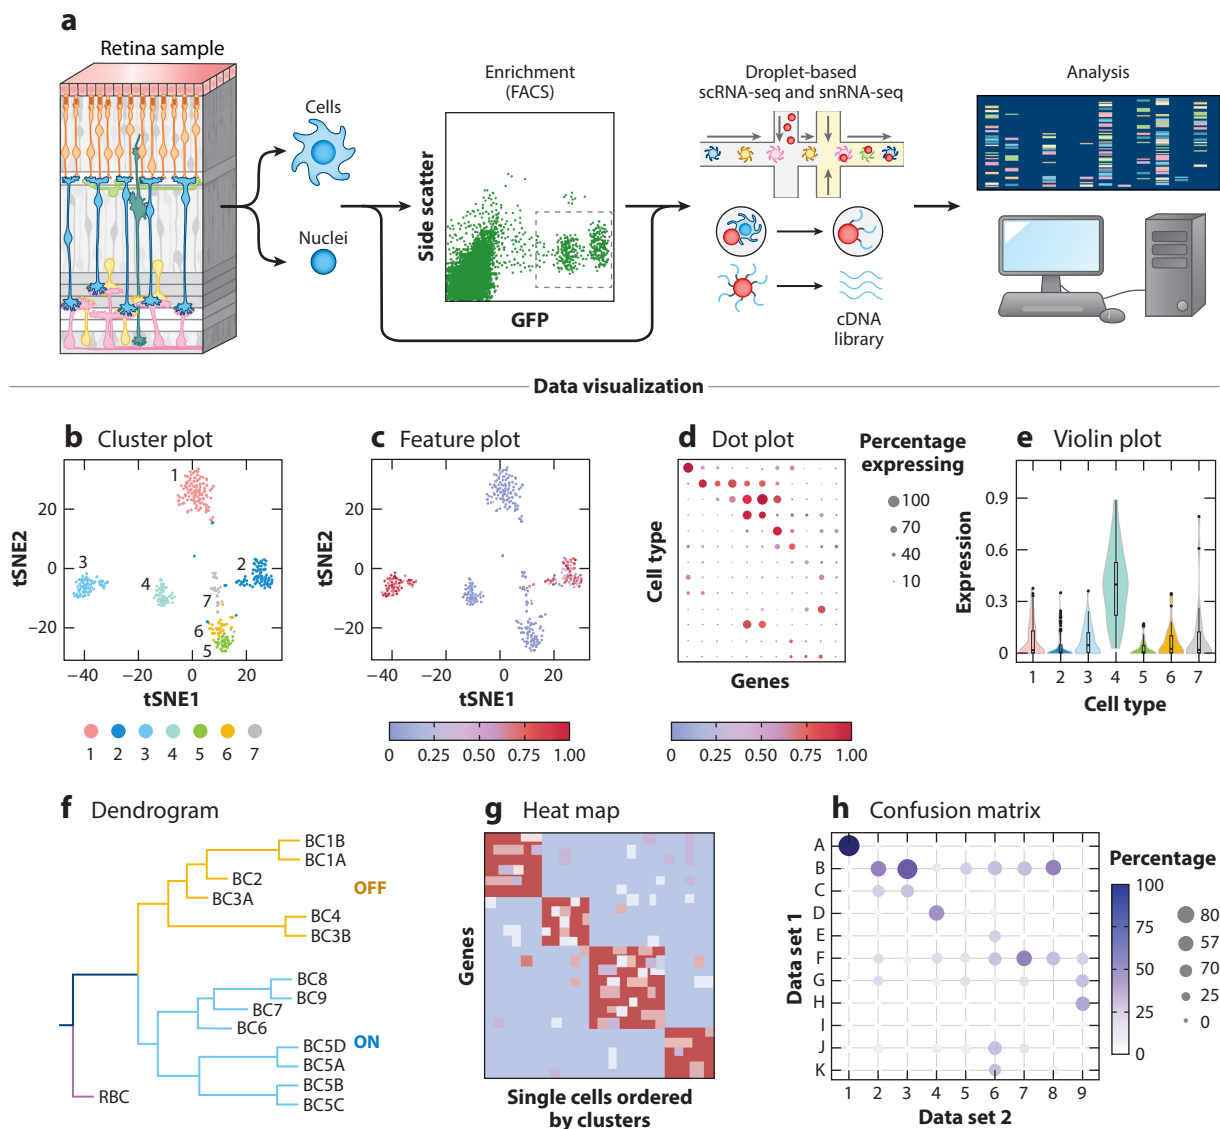 a
Retina sample
Cells
Nuclei
Enrichment
(FACS)
Side scatter
GFP
Droplet-based
scRNA-seq and snRNA-seq
cDNA
library
Analysis
Data visualization
b Cluster plot
tSNE2
20
0
−20
−40
−20
0
20
tSNE1
1
2
3
4
7
6
5
1 2 3 4 5 6 7
c Feature plot
tSNE2
20
0
−20
−40
−20
0
20
tSNE1
0 0.25 0.50 0.75 1.00
d Dot plot
Cell type
Genes
Percentage
expressing
100
70
40
10
0 0.25 0.50 0.75 1.00
e Violin plot
Expression
0.9
0.6
0.3
0
1 2 3 4 5 6 7
Cell type
f Dendrogram
BC1B
BC1A
BC2
BC3A
BC4
BC3B
OFF
BC8
BC9
BC7
BC6
BC5D
BC5A
BC5B
BC5C
ON
RBC
g Heat map
Genes
Single cells ordered
by clusters
h Confusion matrix
Data set 1
A
B
C
D
E
F
G
H
I
J
K
1 2 3 4 5 6 7 8 9
Data set 2
Percentage
100
75
50
25
0
80
57
70
25
0